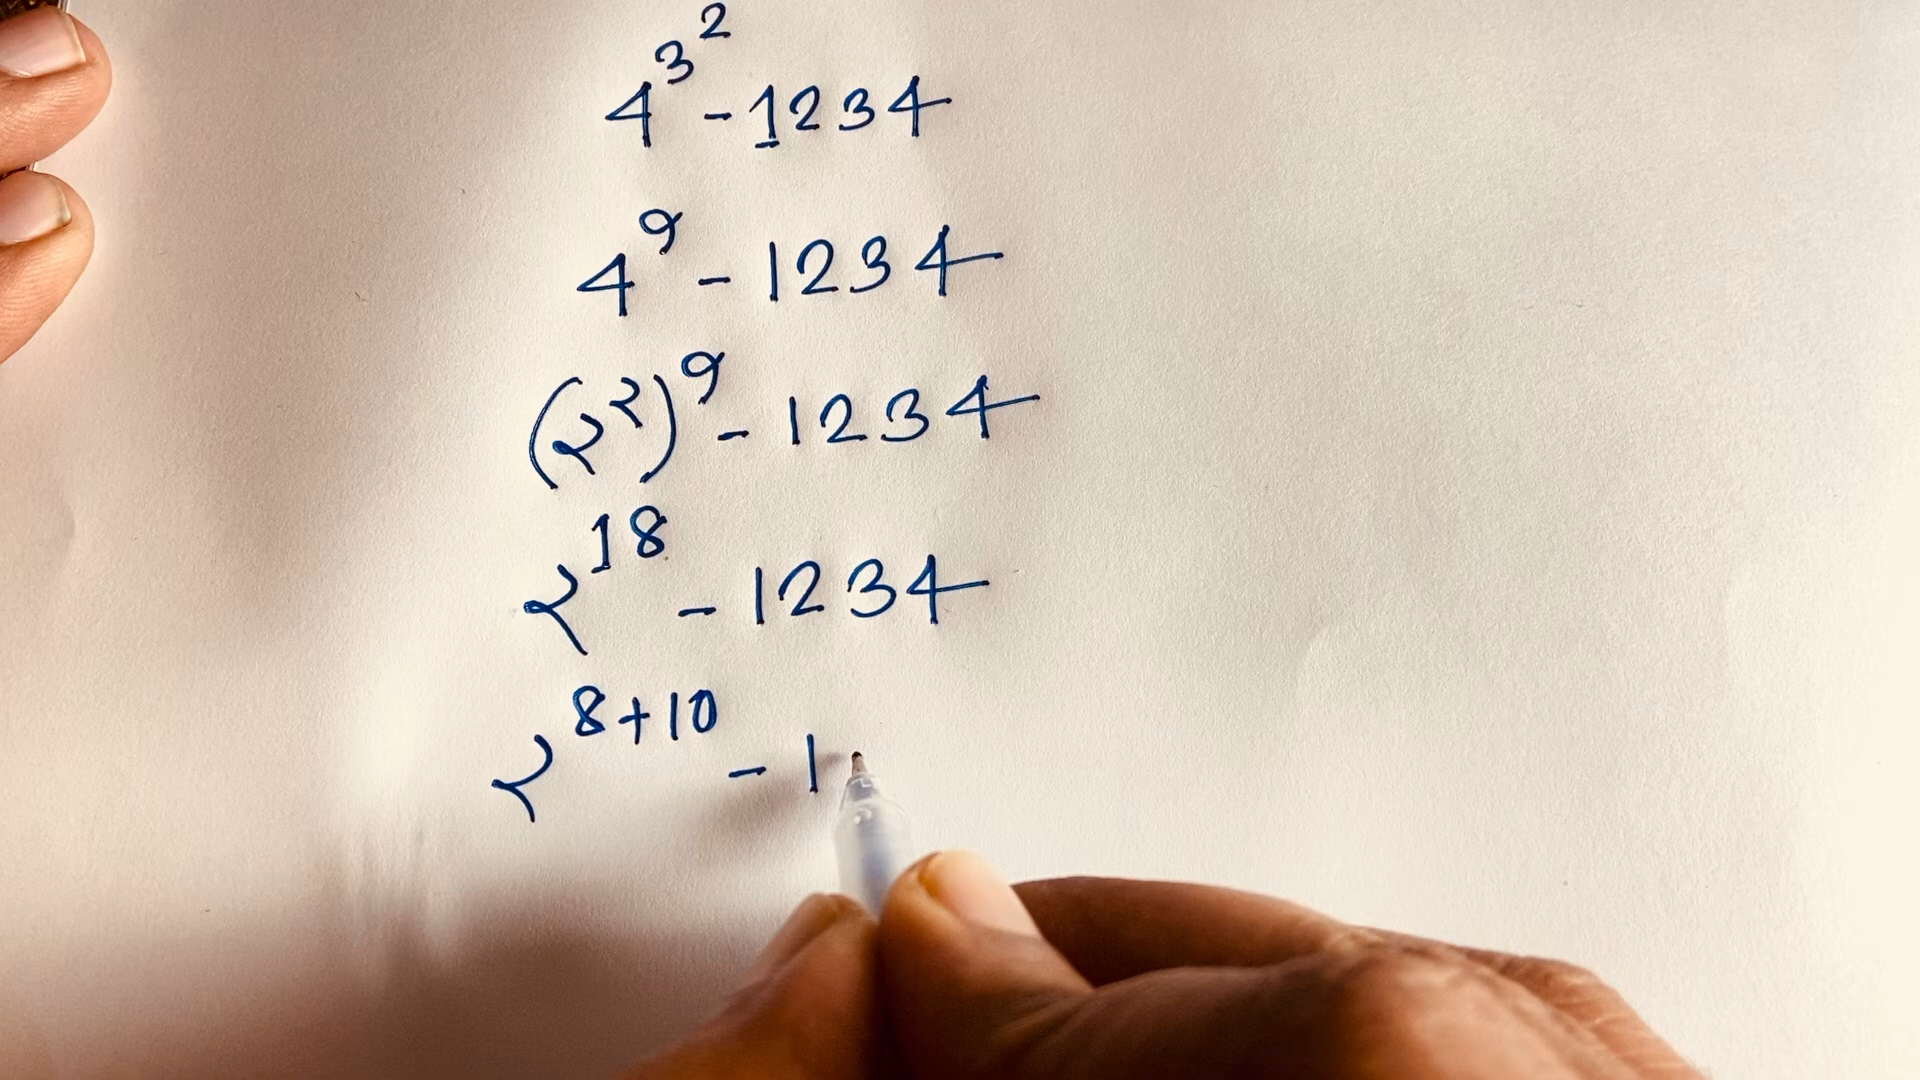 4^3^2 - 1234
4^9 - 1234
(2^2)^9 - 1234
2^18 - 1234
2^8+10 - 1